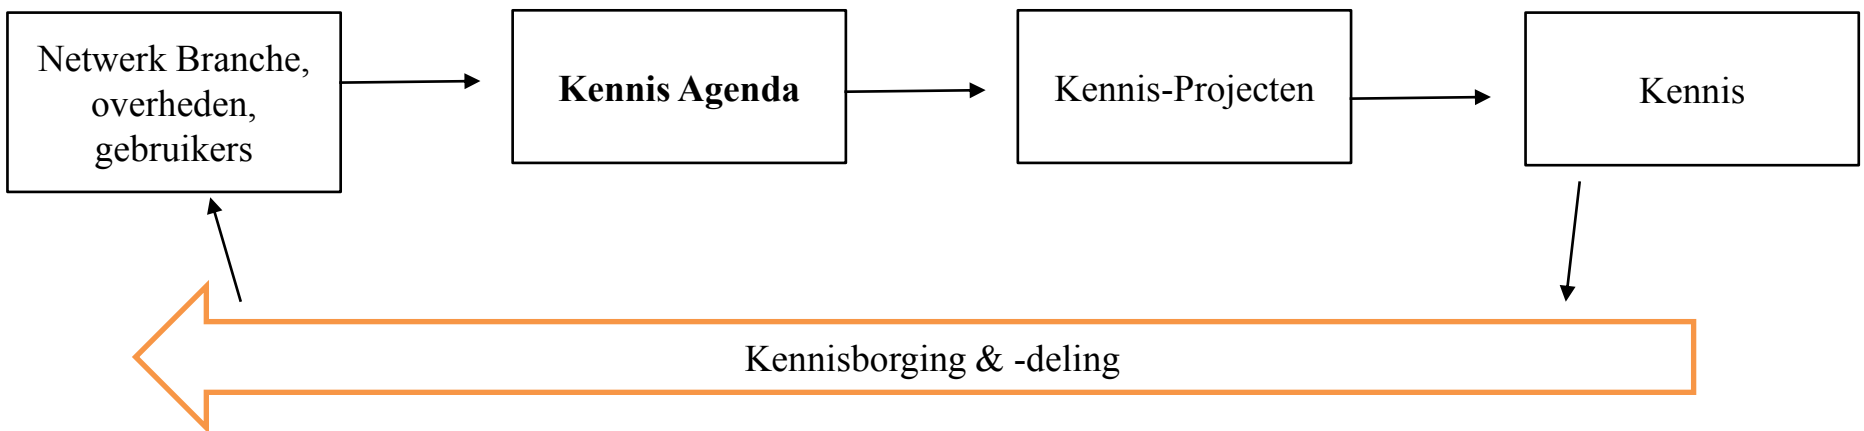 Netwerk Branche,
overheden,
gebruikers
Kennis Agenda
Kennis-Projecten
Kennis
Kennisborging & -deling